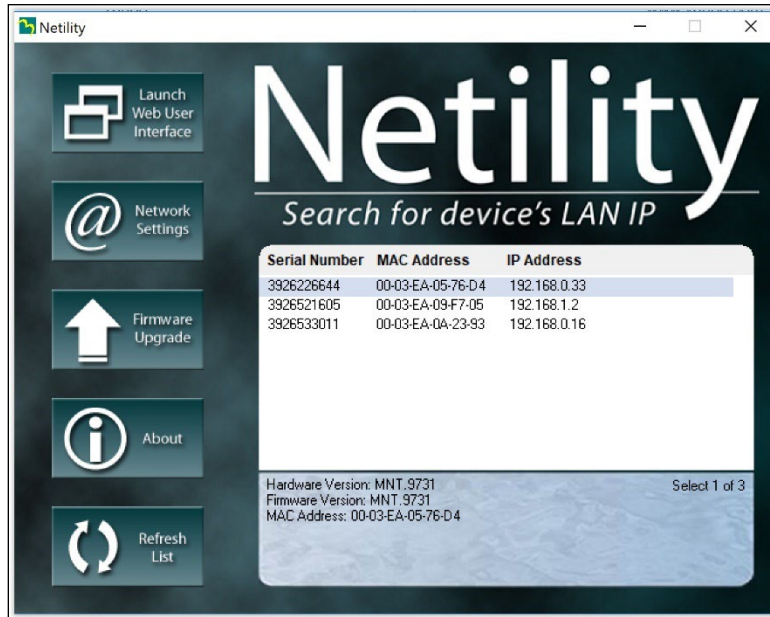 Netility
Launch
Web User
Interface
Network
Settings
Firmware
Upgrade
About
Refresh
List
Netility
Search for device's LAN IP
Serial Number MAC Address IP Address
3926226644 00-03-EA-05-76-D4 192.168.0.33
3926521605 00-03-EA-09-F7-05 192.168.1.2
3926533011 00-03-EA-0A-23-93 192.168.0.16
Hardware Version: MNT.9731 Select 1 of 3
Firmware Version: MNT.9731
MAC Address: 00-03-EA-05-76-D4